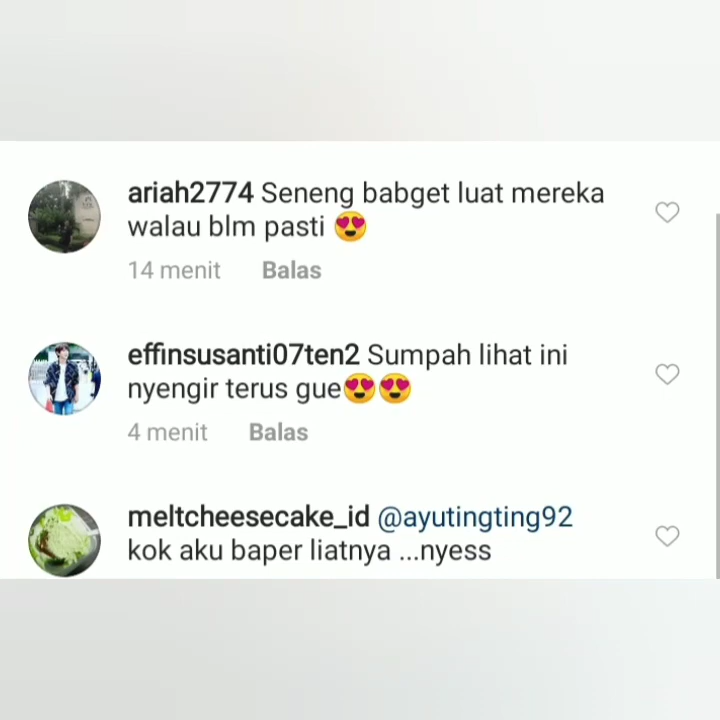 ariah2774 Seneng babget luat mereka
walau blm pasti 😍
14 menit Balas
effinsusanti07ten2 Sumpah lihat ini
nyengir terus gue😍😍
4 menit Balas
meltcheesecake_id @ayutingting92
kok aku baper liatnya ...nyess